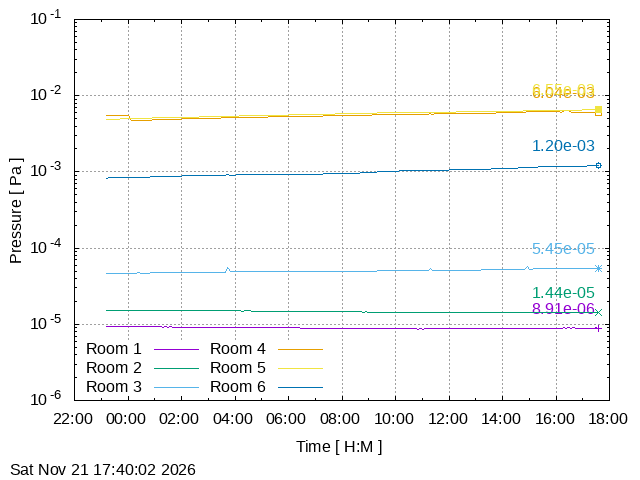 10^-1
10^-2
10^-3
10^-4
10^-5
10^-6
Pressure [ Pa ]
6.04e-03
1.20e-03
5.45e-05
1.44e-05
8.91e-06
Room 1 Room 4
Room 2 Room 5
Room 3 Room 6
22:00 00:00 02:00 04:00 06:00 08:00 10:00 12:00 14:00 16:00 18:00
Time [ H:M ]
Sat Nov 21 17:40:02 2026